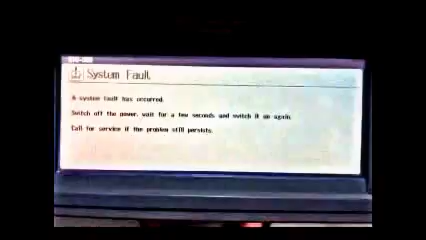 System Fault
A system fault has occurred.
Switch off the power, wait for a few seconds and switch it on again.
Call for service if the problem still persists.